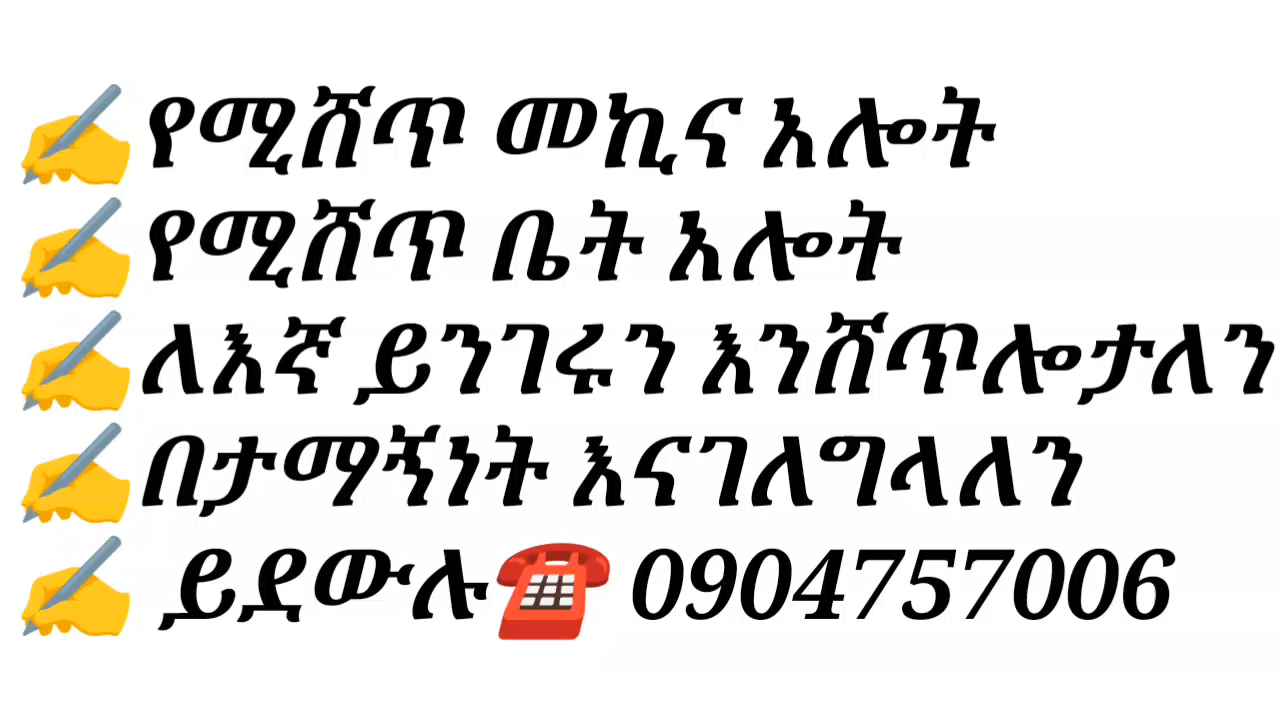 ✍️የሚሸጥ መኪና አሎት
✍️የሚሸጥ ቤት አሎት
✍️ለእኛ ይንገሩን እንሸጥሎታለን
✍️በታማኝነት እናገለግላለን
✍️ ይደውሉ☎️ 0904757006